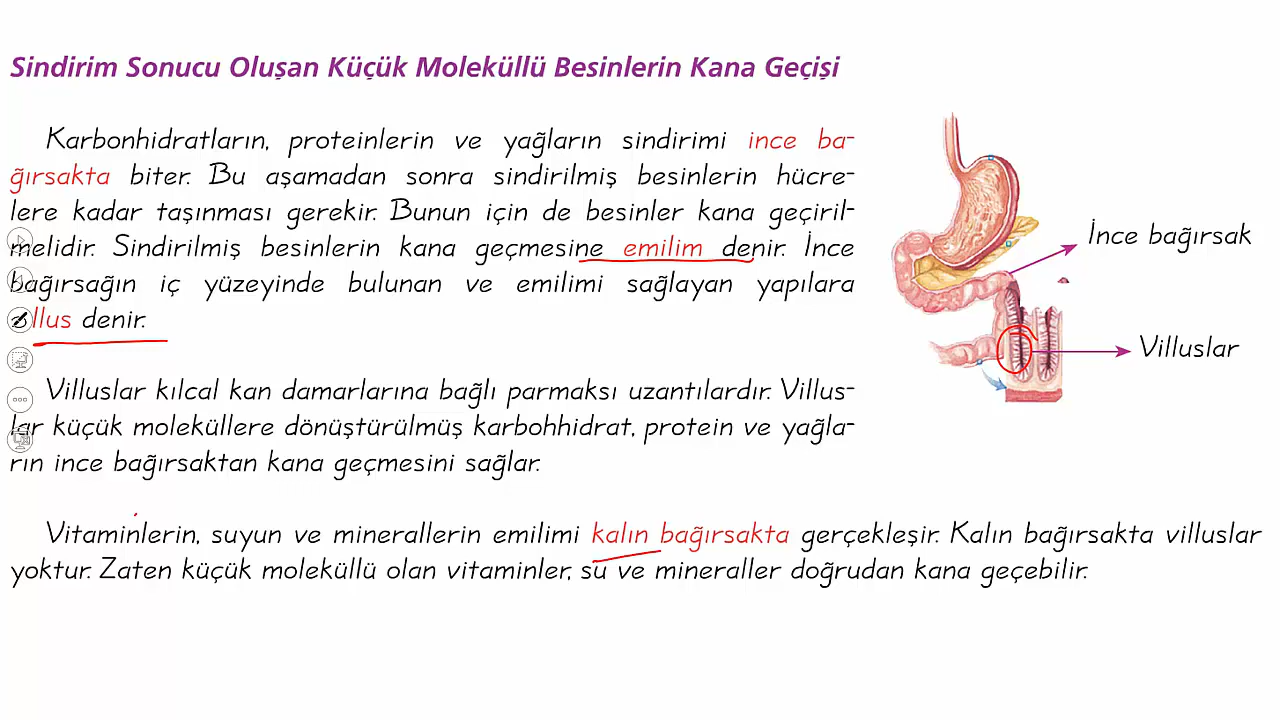 Sindirim Sonucu Oluşan Küçük Moleküllü Besinlerin Kana Geçişi
Karbonhidratların, proteinlerin ve yağların sindirimi ince ba-
ğırsakta biter. Bu aşamadan sonra sindirilmiş besinlerin hücre-
lere kadar taşınması gerekir. Bunun için de besinler kana geçiril-
melidir. Sindirilmiş besinlerin kana geçmesine emilim denir. İnce
bağırsağın iç yüzeyinde bulunan ve emilimi sağlayan yapılara
llus denir.
Villuslar kılcal kan damarlarına bağlı parmaksı uzantılardır. Villus-
lar küçük moleküllere dönüştürülmüş karbohhidrat, protein ve yağla-
rın ince bağırsaktan kana geçmesini sağlar.
Vitaminlerin, suyun ve minerallerin emilimi kalın bağırsakta gerçekleşir. Kalın bağırsakta villuslar
yoktur. Zaten küçük moleküllü olan vitaminler, su ve mineraller doğrudan kana geçebilir.
İnce bağırsak
Villuslar